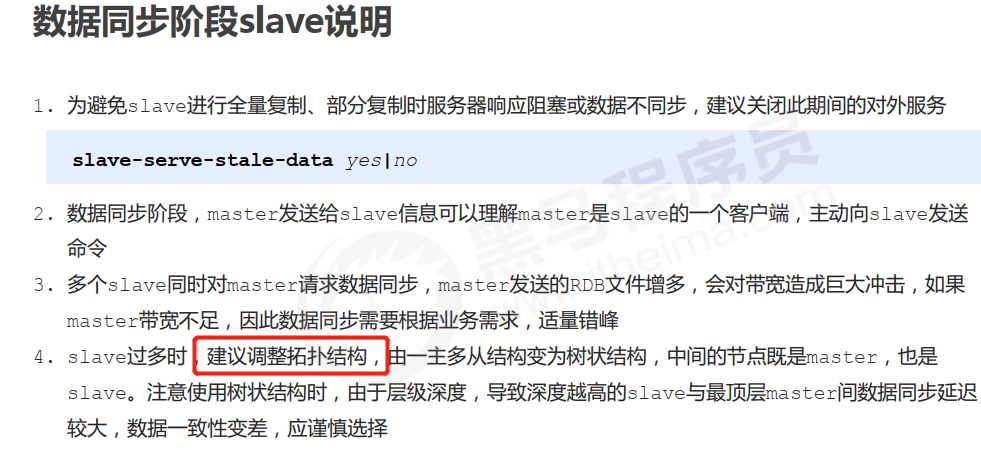 数据同步阶段slave说明
1. 为避免slave进行全量复制、部分复制时服务器响应阻塞或数据不同步，建议关闭此期间的对外服务
slave-serve-stale-data yes|no
2. 数据同步阶段，master发送给slave信息可以理解master是slave的一个客户端，主动向slave发送
命令
3. 多个slave同时对master请求数据同步，master发送的RDB文件增多，会对带宽造成巨大冲击，如果
master带宽不足，因此数据同步需要根据业务需求，适量错峰
4. slave过多时，建议调整拓扑结构，由一主多从结构变为树状结构，中间的节点既是master，也是
slave。注意使用树状结构时，由于层级深度，导致深度越高的slave与最顶层master间数据同步延迟
较大，数据一致性变差，应谨慎选择
黑马程序员
www.itheima.com